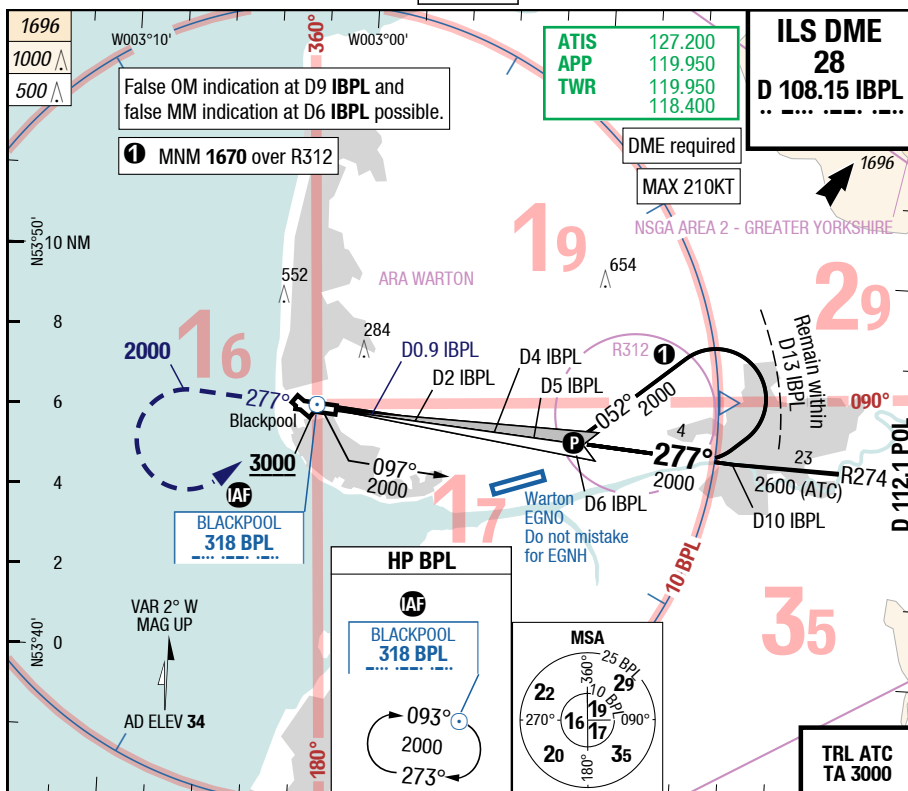 1696
1000
500
W003°10'
360°
W003°00'
ATIS 127.200
APP 119.950
TWR 119.950
118.400
ILS DME
28
D 108.15 IBPL
False OM indication at D9 IBPL and
false MM indication at D6 IBPL possible.
1 MNM 1670 over R312
DME required
MAX 210KT
1696
NSGA AREA 2 - GREATER YORKSHIRE
N53°50'
10 NM
19
29
552
ARA WARTON
654
8
16
284
2000
D0.9 IBPL
D2 IBPL
D4 IBPL
D5 IBPL
R312
1
Remain within
D13 IBPL
6
277°
Blackpool
052°
2000
090°
P
4
277°
2000
23
R274
2600 (ATC)
3000
097°
2000
4
IAF
BLACKPOOL
318 BPL
17
D6 IBPL
D10 IBPL
D 112.1 POL
Warton
EGNO
Do not mistake
for EGNH
2
10 BPL
HP BPL
IAF
BLACKPOOL
318 BPL
093°
2000
273°
VAR 2° W
MAG UP
N53°40'
0
AD ELEV 34
35
180°
MSA
25 BPL
360°
10 BPL
22
29
270°
16
19
17
090°
20
35
180°
TRL ATC
TA 3000